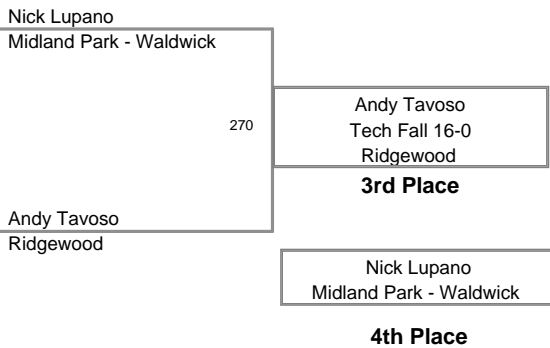 Nick Lupano
Midland Park - Waldwick
270
Andy Tavoso
Tech Fall 16-0
Ridgewood
3rd Place
Andy Tavoso
Ridgewood
Nick Lupano
Midland Park - Waldwick
4th Place